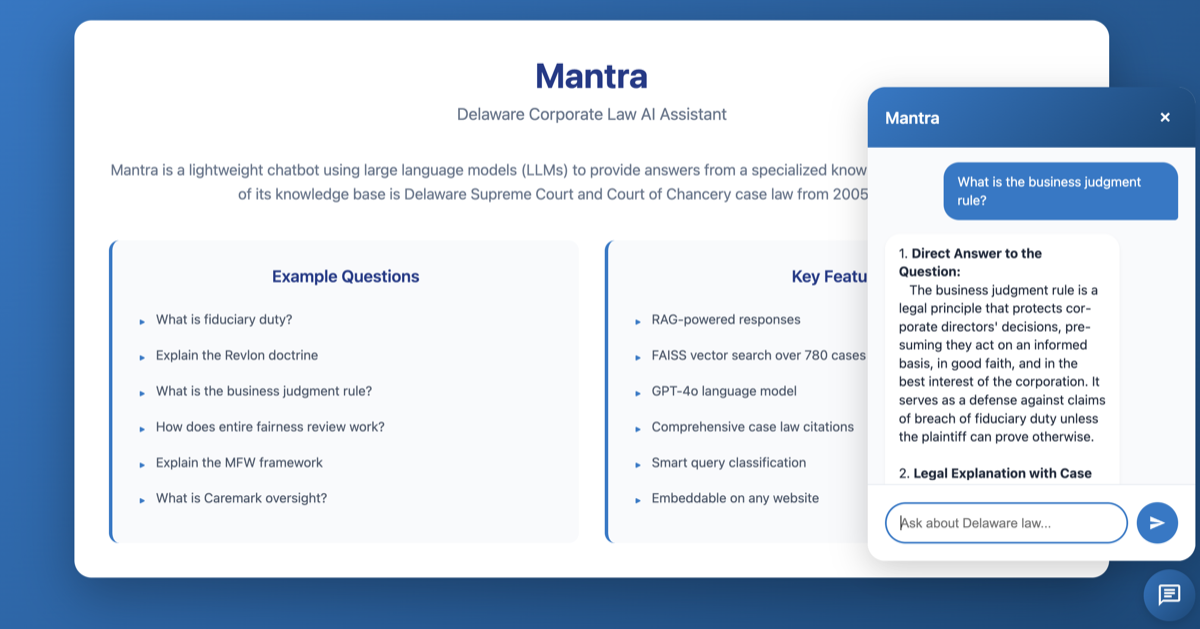 Mantra
Delaware Corporate Law AI Assistant
Mantra is a lightweight chatbot using large language models (LLMs) to provide answers from a specialized
of its knowledge base is Delaware Supreme Court and Court of Chancery case law from 2005
Example Questions
▸ What is fiduciary duty?
▸ Explain the Revlon doctrine
▸ What is the business judgment rule?
▸ How does entire fairness review work?
▸ Explain the MFW framework
▸ What is Caremark oversight?
Key
▸ RAG-powered responses
▸ FAISS vector search over 780 cases
▸ GPT-4o language model
▸ Comprehensive case law citations
▸ Smart query classification
▸ Embeddable on any website
Mantra
×
What is the business judgment
rule?
1. Direct Answer to the
Question:
The business judgment rule is a
legal principle that protects cor-
porate directors' decisions, pre-
suming they act on an informed
basis, in good faith, and in the
best interest of the corporation. It
serves as a defense against claims
of breach of fiduciary duty unless
the plaintiff can prove otherwise.
2. Legal Explanation with Case
Ask about Delaware law...